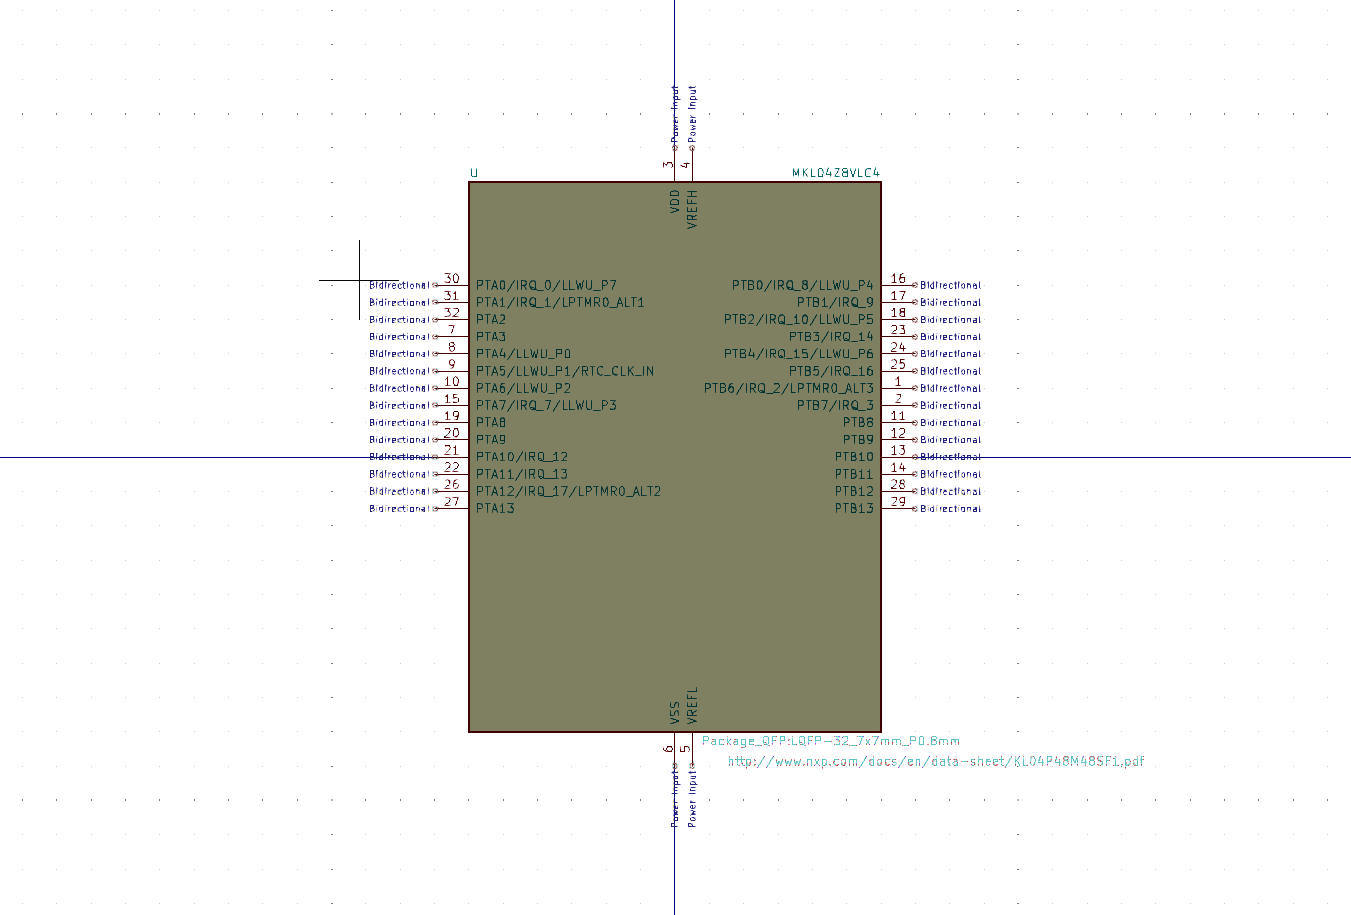 Power Input Power Input
3 4
U MKL04Z8VLC4
VDD VREFH
Bidirectional 30 PTA0/IRQ_0/LLWU_P7 PTB0/IRQ_8/LLWU_P4 16 Bidirectional
Bidirectional 31 PTA1/IRQ_1/LPTMR0_ALT1 PTB1/IRQ_9 17 Bidirectional
Bidirectional 32 PTA2 PTB2/IRQ_10/LLWU_P5 18 Bidirectional
Bidirectional 7 PTA3 PTB3/IRQ_14 23 Bidirectional
Bidirectional 8 PTA4/LLWU_P0 PTB4/IRQ_15/LLWU_P6 24 Bidirectional
Bidirectional 9 PTA5/LLWU_P1/RTC_CLK_IN PTB5/IRQ_16 25 Bidirectional
Bidirectional 10 PTA6/LLWU_P2 PTB6/IRQ_2/LPTMR0_ALT3 1 Bidirectional
Bidirectional 15 PTA7/IRQ_7/LLWU_P3 PTB7/IRQ_3 2 Bidirectional
Bidirectional 19 PTA8 PTB8 11 Bidirectional
Bidirectional 20 PTA9 PTB9 12 Bidirectional
Bidirectional 21 PTA10/IRQ_12 PTB10 13 Bidirectional
Bidirectional 22 PTA11/IRQ_13 PTB11 14 Bidirectional
Bidirectional 26 PTA12/IRQ_17/LPTMR0_ALT2 PTB12 28 Bidirectional
Bidirectional 27 PTA13 PTB13 29 Bidirectional
VSS VREFL
6 5
Package_QFP:LQFP-32_7x7mm_P0.8mm
http://www.nxp.com/docs/en/data-sheet/KL04P48M48SF1.pdf
Power Input Power Input